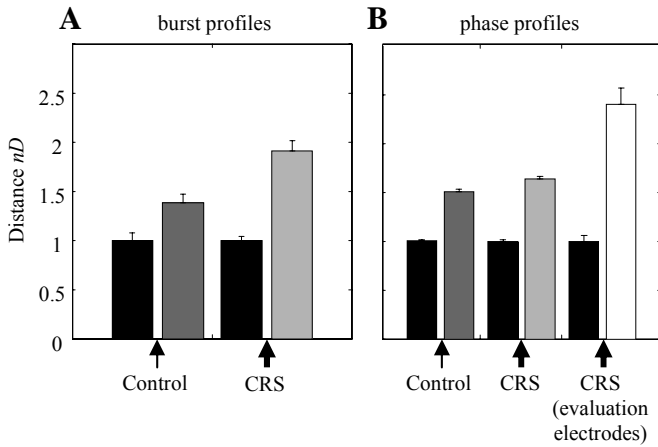 A burst profiles
B phase profiles
Distance nD
2.5
2
1.5
1
0.5
0
Control
CRS
Control
CRS
CRS
(evaluation
electrodes)